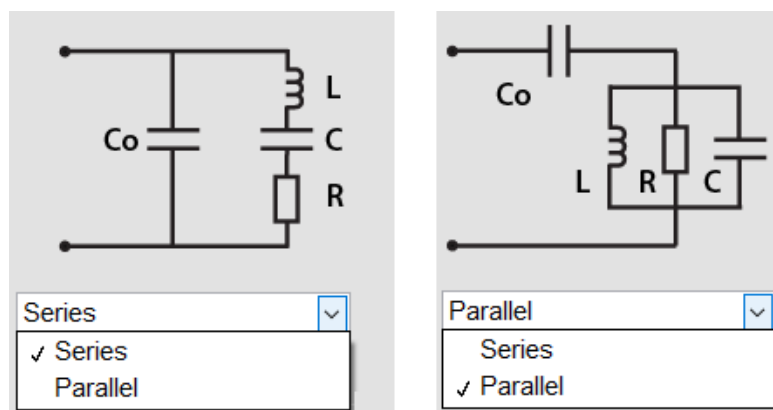 L
Co
C
R
Series
✓ Series
Parallel
Co
L
R
C
Parallel
Series
✓ Parallel